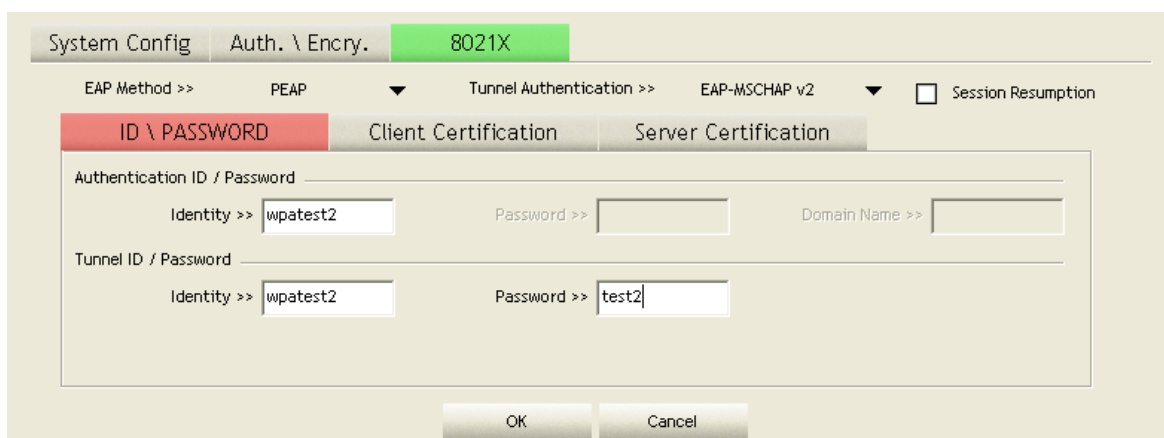 System Config Auth. \ Encry. 8021X
EAP Method >> PEAP Tunnel Authentication >> EAP-MSCHAP v2 Session Resumption
ID \ PASSWORD Client Certification Server Certification
Authentication ID / Password
Identity >> wpatest2 Password >> Domain Name >>
Tunnel ID / Password
Identity >> wpatest2 Password >> test2
OK Cancel